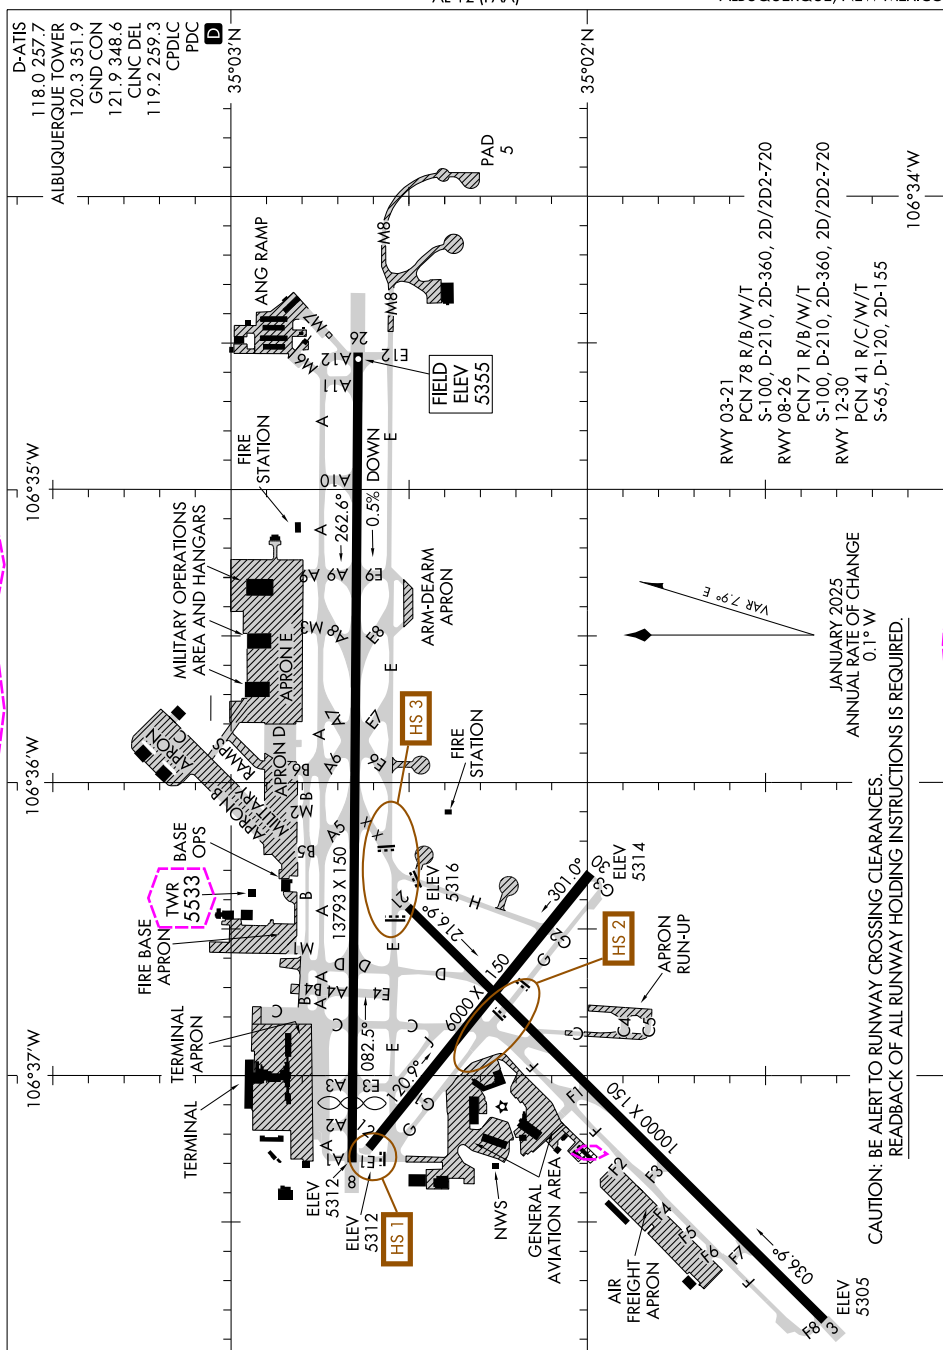 AL-12 (FAA)
ALBUQUERQUE, NEW MEXICO
D-ATIS
118.0 257.7
ALBUQUERQUE TOWER
120.3 351.9
GND CON
121.9 348.6
CLNC DEL
119.2 259.3
CPDLC
PDC
D
35°03'N
35°02'N
106°34'W
106°35'W
106°36'W
106°37'W
PAD
5
ANG RAMP
M8
M8
M7
M6
26
A12
E12
A11
FIELD
ELEV
5355
FIRE
STATION
A
E
A10
262.6°
0.5% DOWN
MILITARY OPERATIONS
AREA AND HANGARS
APRON E
A
A9
A9
E9
M3
A8
E8
ARM-DEARM
APRON
E
APRON C
RAMPS
MILITARY
APRON D
APRON B
B6
A
A7
E7
A6
E6
HS 3
FIRE
STATION
B
M2
A5
X
X
B5
BASE
OPS
TWR
5533
B
A
13793 X 150
21
ELEV
5316
216.9°
H
30
ELEV
5314
301.0°
G3
FIRE BASE
APRON
M1
E
D
D
D
G2
G
HS 2
B4
A
A4
E4
B
A
C
C
C
082.5°
6000 X 150
APRON
RUN-UP
C
C4
C5
TERMINAL
APRON
TERMINAL
E
J
120.9°
A3
E3
A2
12
G1
G
F
F1
F
A
A1
E1
8
ELEV
5312
ELEV
5312
HS 1
NWS
GENERAL
AVIATION AREA
10000 X 150
F2
F3
F4
F5
F6
F7
F
AIR
FREIGHT
APRON
036.9°
F8
3
ELEV
5305
RWY 03-21
PCN 78 R/B/W/T
S-100, D-210, 2D-360, 2D/2D2-720
RWY 08-26
PCN 71 R/B/W/T
S-100, D-210, 2D-360, 2D/2D2-720
RWY 12-30
PCN 41 R/C/W/T
S-65, D-120, 2D-155
VAR 7.9° E
JANUARY 2025
ANNUAL RATE OF CHANGE
0.1° W
CAUTION: BE ALERT TO RUNWAY CROSSING CLEARANCES.
READBACK OF ALL RUNWAY HOLDING INSTRUCTIONS IS REQUIRED.